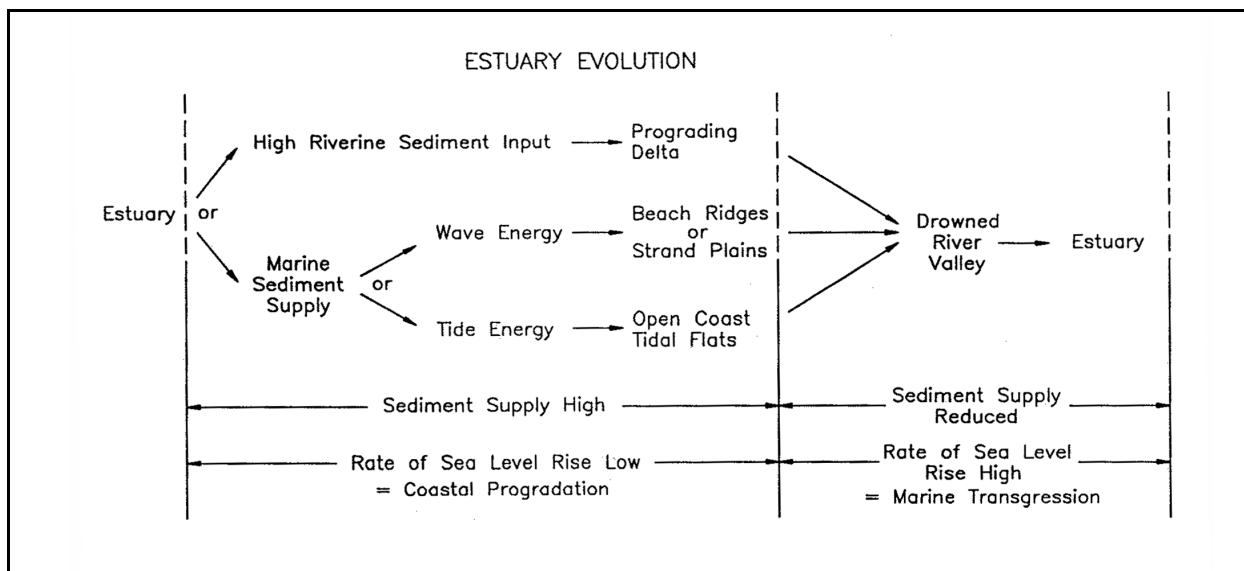 ESTUARY EVOLUTION
High Riverine Sediment Input
Prograding
Delta
Estuary
or
Marine
Sediment
Supply
or
Wave Energy
Beach Ridges
or
Strand Plains
Tide Energy
Open Coast
Tidal Flats
Drowned
River
Valley
Estuary
Sediment Supply High
Sediment Supply
Reduced
Rate of Sea Level Rise Low
= Coastal Progradation
Rate of Sea Level
Rise High
= Marine Transgression